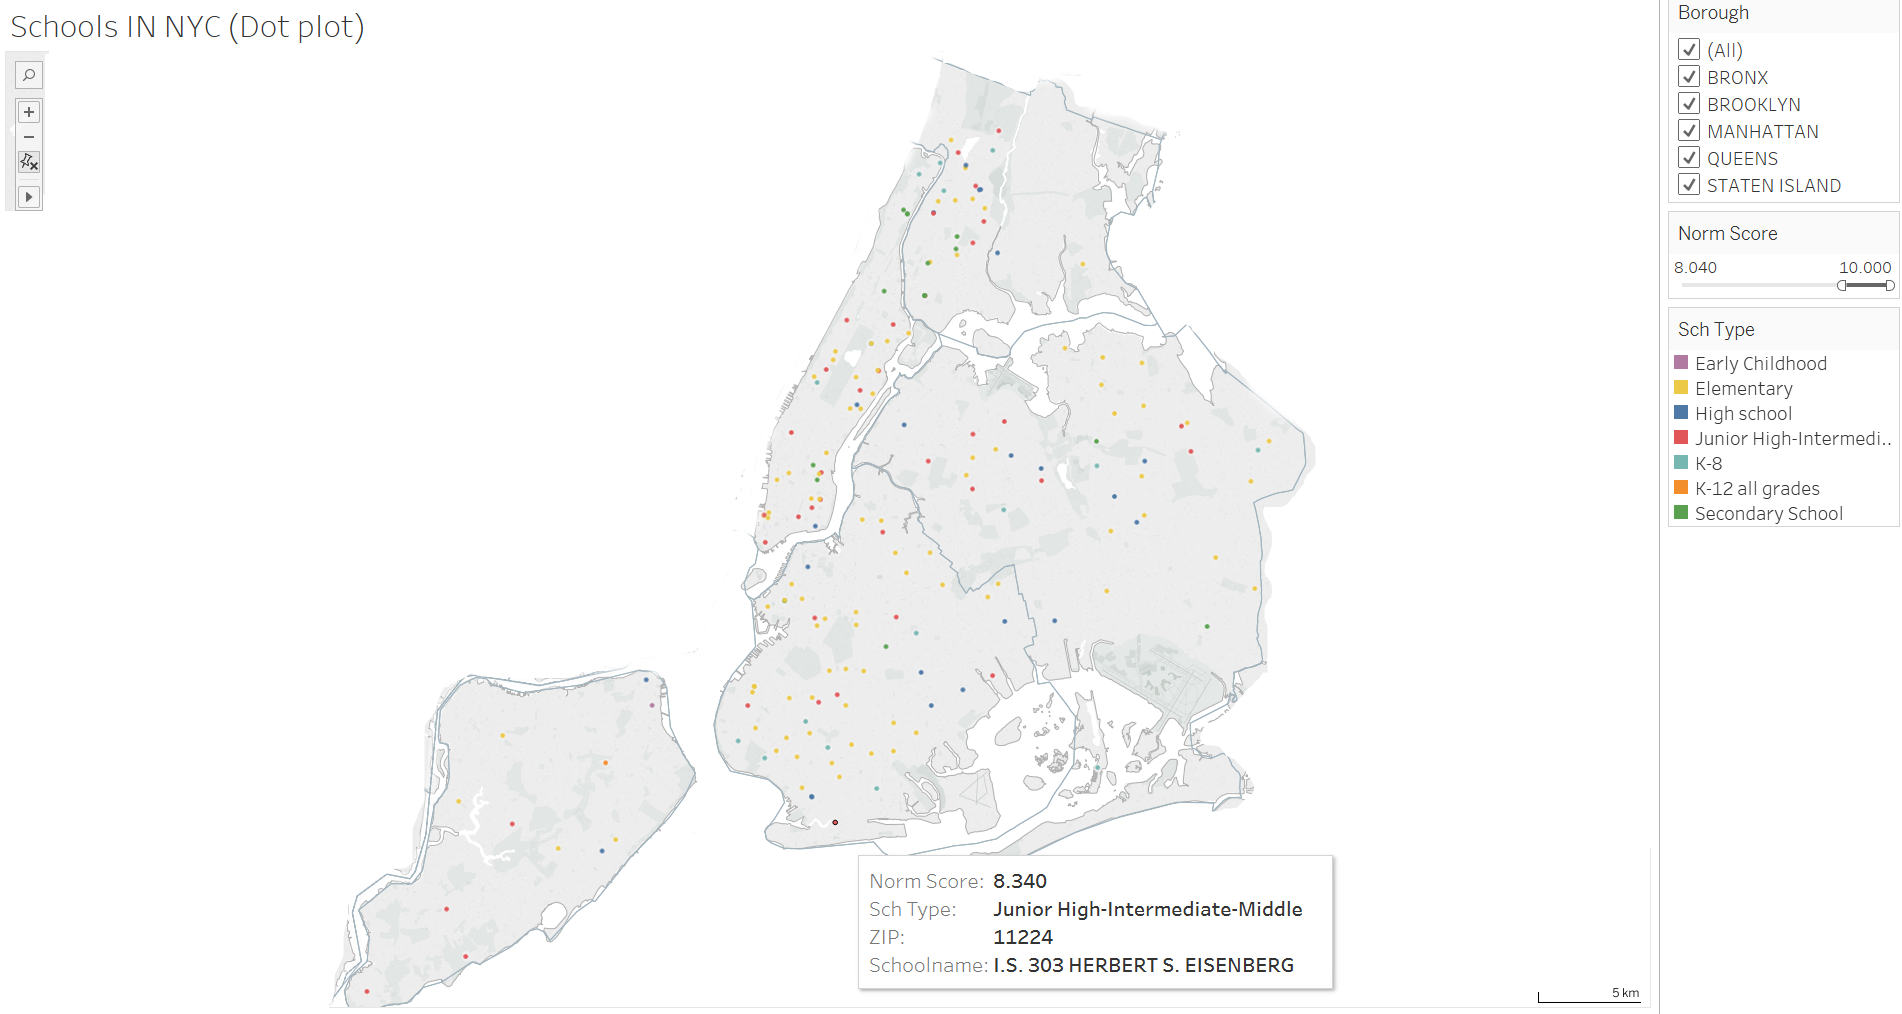 Schools IN NYC (Dot plot)
Borough
(All)
BRONX
BROOKLYN
MANHATTAN
QUEENS
STATEN ISLAND
Norm Score
8.040 10.000
Sch Type
Early Childhood
Elementary
High school
Junior High-Intermedi..
K-8
K-12 all grades
Secondary School
Norm Score: 8.340
Sch Type: Junior High-Intermediate-Middle
ZIP: 11224
Schoolname: I.S. 303 HERBERT S. EISENBERG
5 km